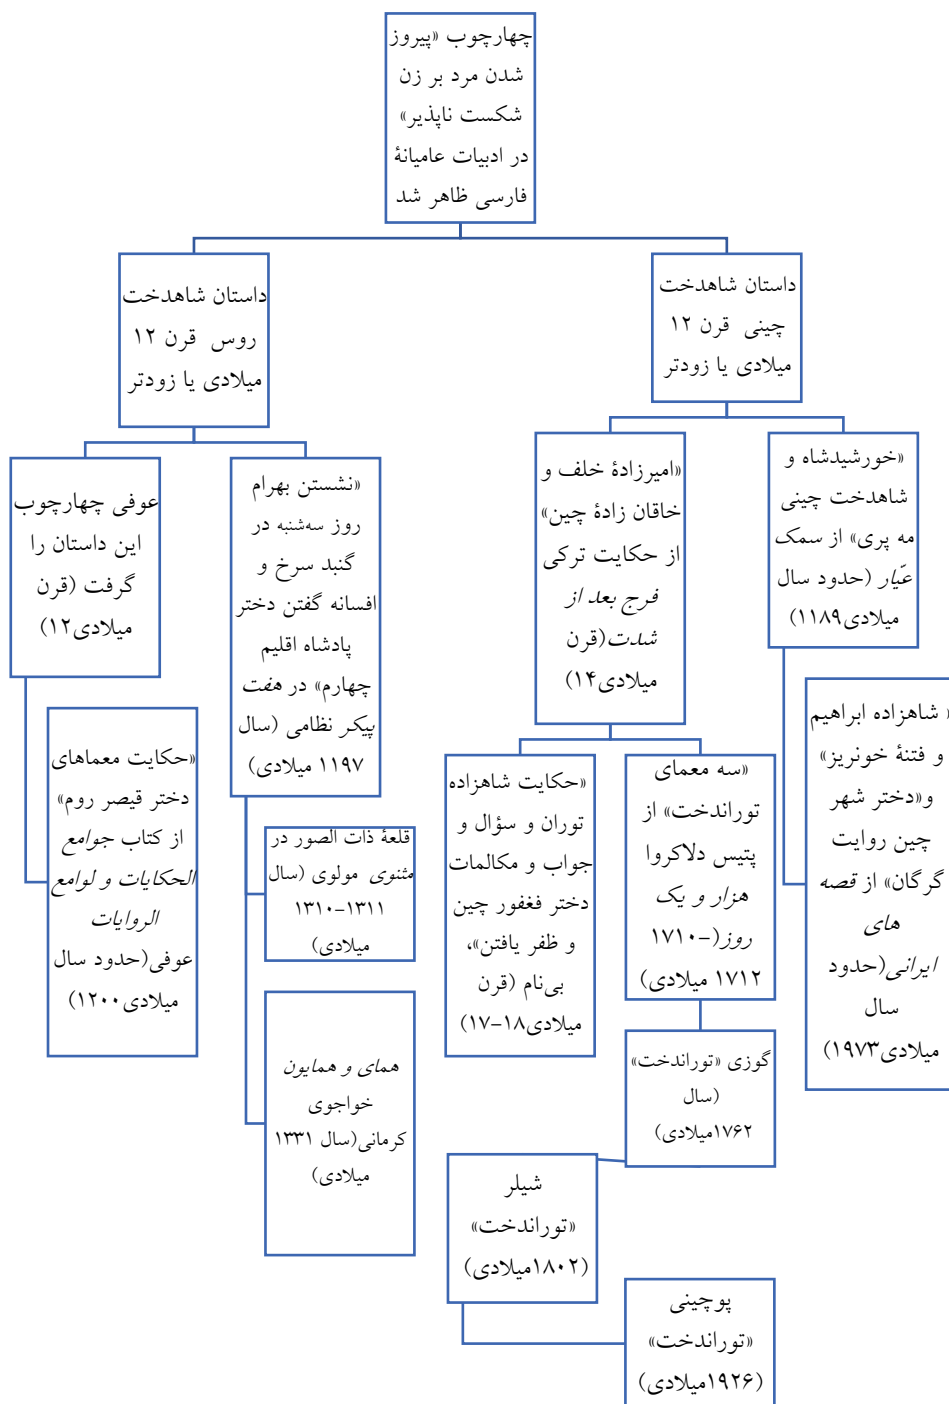 چهارچوب «پیروز
شدن مرد بر زن
شکست ناپذیر»
در ادبیات عامیانهٔ
فارسی ظاهر شد
داستان شاهدخت
چینی قرن ۱۲
میلادی یا زودتر
داستان شاهدخت
روس قرن ۱۲
میلادی یا زودتر
«خورشیدشاه و
شاهدخت چینی
مه پری» از سمک
عیّار (حدود سال
۱۱۸۹میلادی)
«امیرزادهٔ خلف و
خاقان زادهٔ چین»
از حکایت ترکی
فرج بعد از
شدت(قرن
۱۴میلادی)
«نشستن بهرام
روز سه‌شنبه در
گنبد سرخ و
افسانه گفتن دختر
پادشاه اقلیم
چهارم» در هفت
پیکر نظامی (سال
۱۱۹۷ میلادی)
عوفی چهارچوب
این داستان را
گرفت (قرن
۱۲میلادی)
« شاهزاده ابراهیم
و فتنهٔ خونریز»
و«دختر شهر
چین روایت
گرگان» از قصه
های
ایرانی(حدود
سال
۱۹۷۳میلادی)
«سه معمای
توراندخت» از
پتیس دلاکروا
هزار و یک
روز(۱۷۱۰-
۱۷۱۲ میلادی)
«حکایت شاهزاده
توران و سؤال و
جواب و مکالمات
دختر فغفور چین
و ظفر یافتن»،
بی‌نام (قرن
۱۷-۱۸میلادی)
قلعهٔ ذات الصور در
مثنوی مولوی (سال
۱۳۱۰-۱۳۱۱
میلادی)
«حکایت معماهای
دختر قیصر روم»
از کتاب جوامع
الحکایات و لوامع
الروایات
عوفی(حدود سال
۱۲۰۰میلادی)
همای و همایون
خواجوی
کرمانی(سال ۱۳۳۱
میلادی)
گوزی «توراندخت»
(سال
۱۷۶۲میلادی)
شیلر
«توراندخت»
(۱۸۰۲میلادی)
پوچینی
«توراندخت»
(۱۹۲۶میلادی)